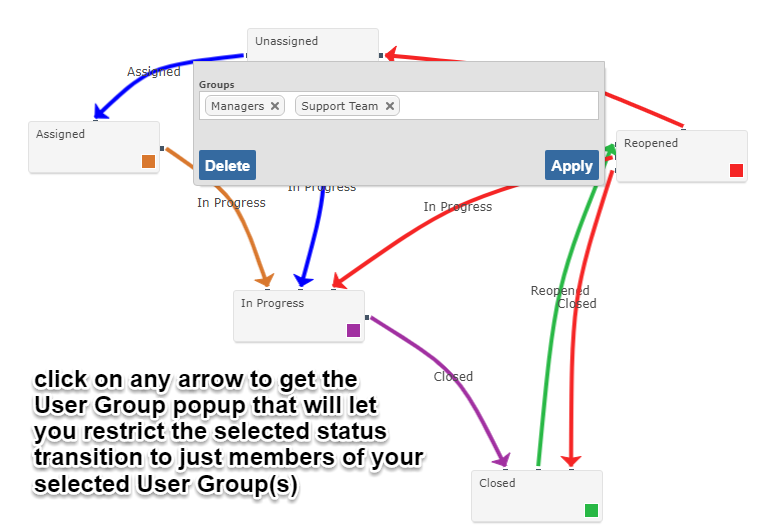 Unassigned
Assigned
Groups
Managers
Support Team
Assigned
Reopened
Delete
Apply
In Progress
In Progress
In Progress
Reopened
Closed
In Progress
Closed
click on any arrow to get the
User Group popup that will let
you restrict the selected status
transition to just members of your
selected User Group(s)
Closed